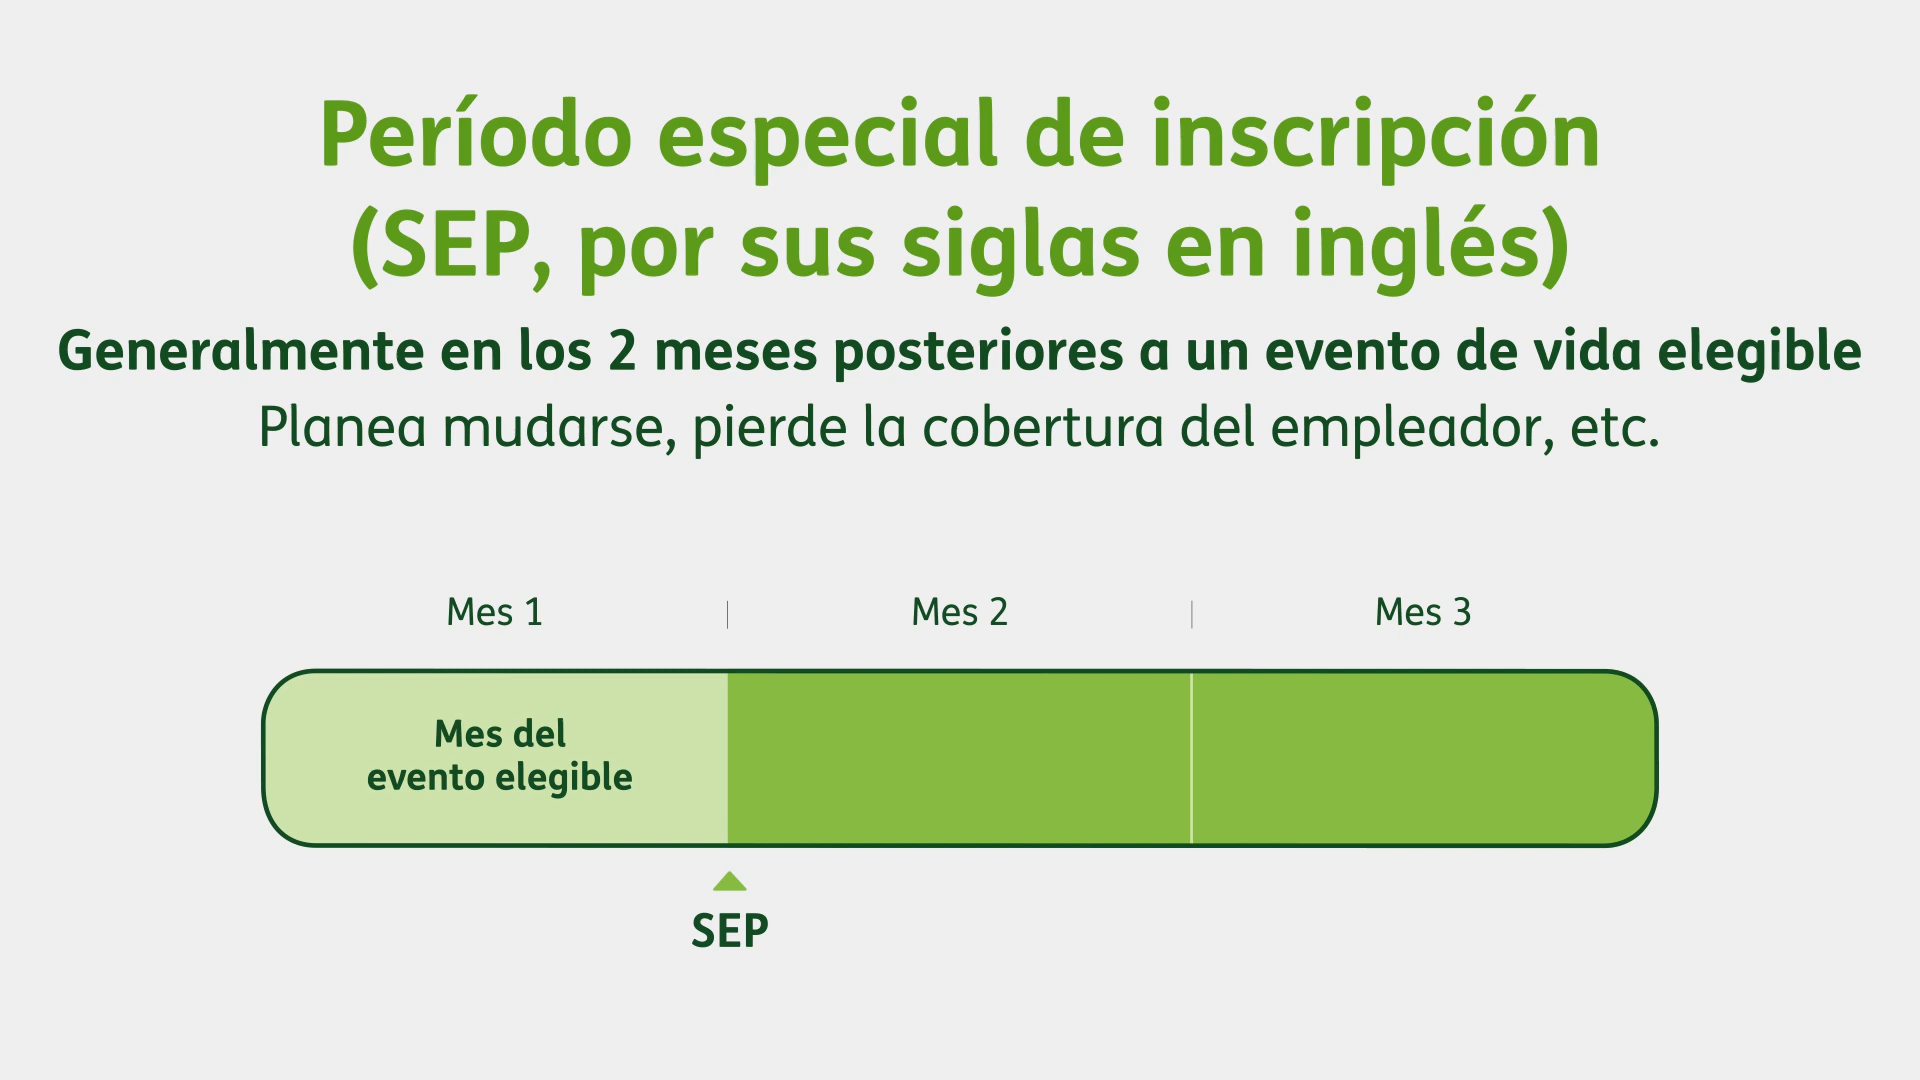 Período especial de inscripción
(SEP, por sus siglas en inglés)
Generalmente en los 2 meses posteriores a un evento de vida elegible
Planea mudarse, pierde la cobertura del empleador, etc.
Mes 1
Mes 2
Mes 3
Mes del
evento elegible
SEP